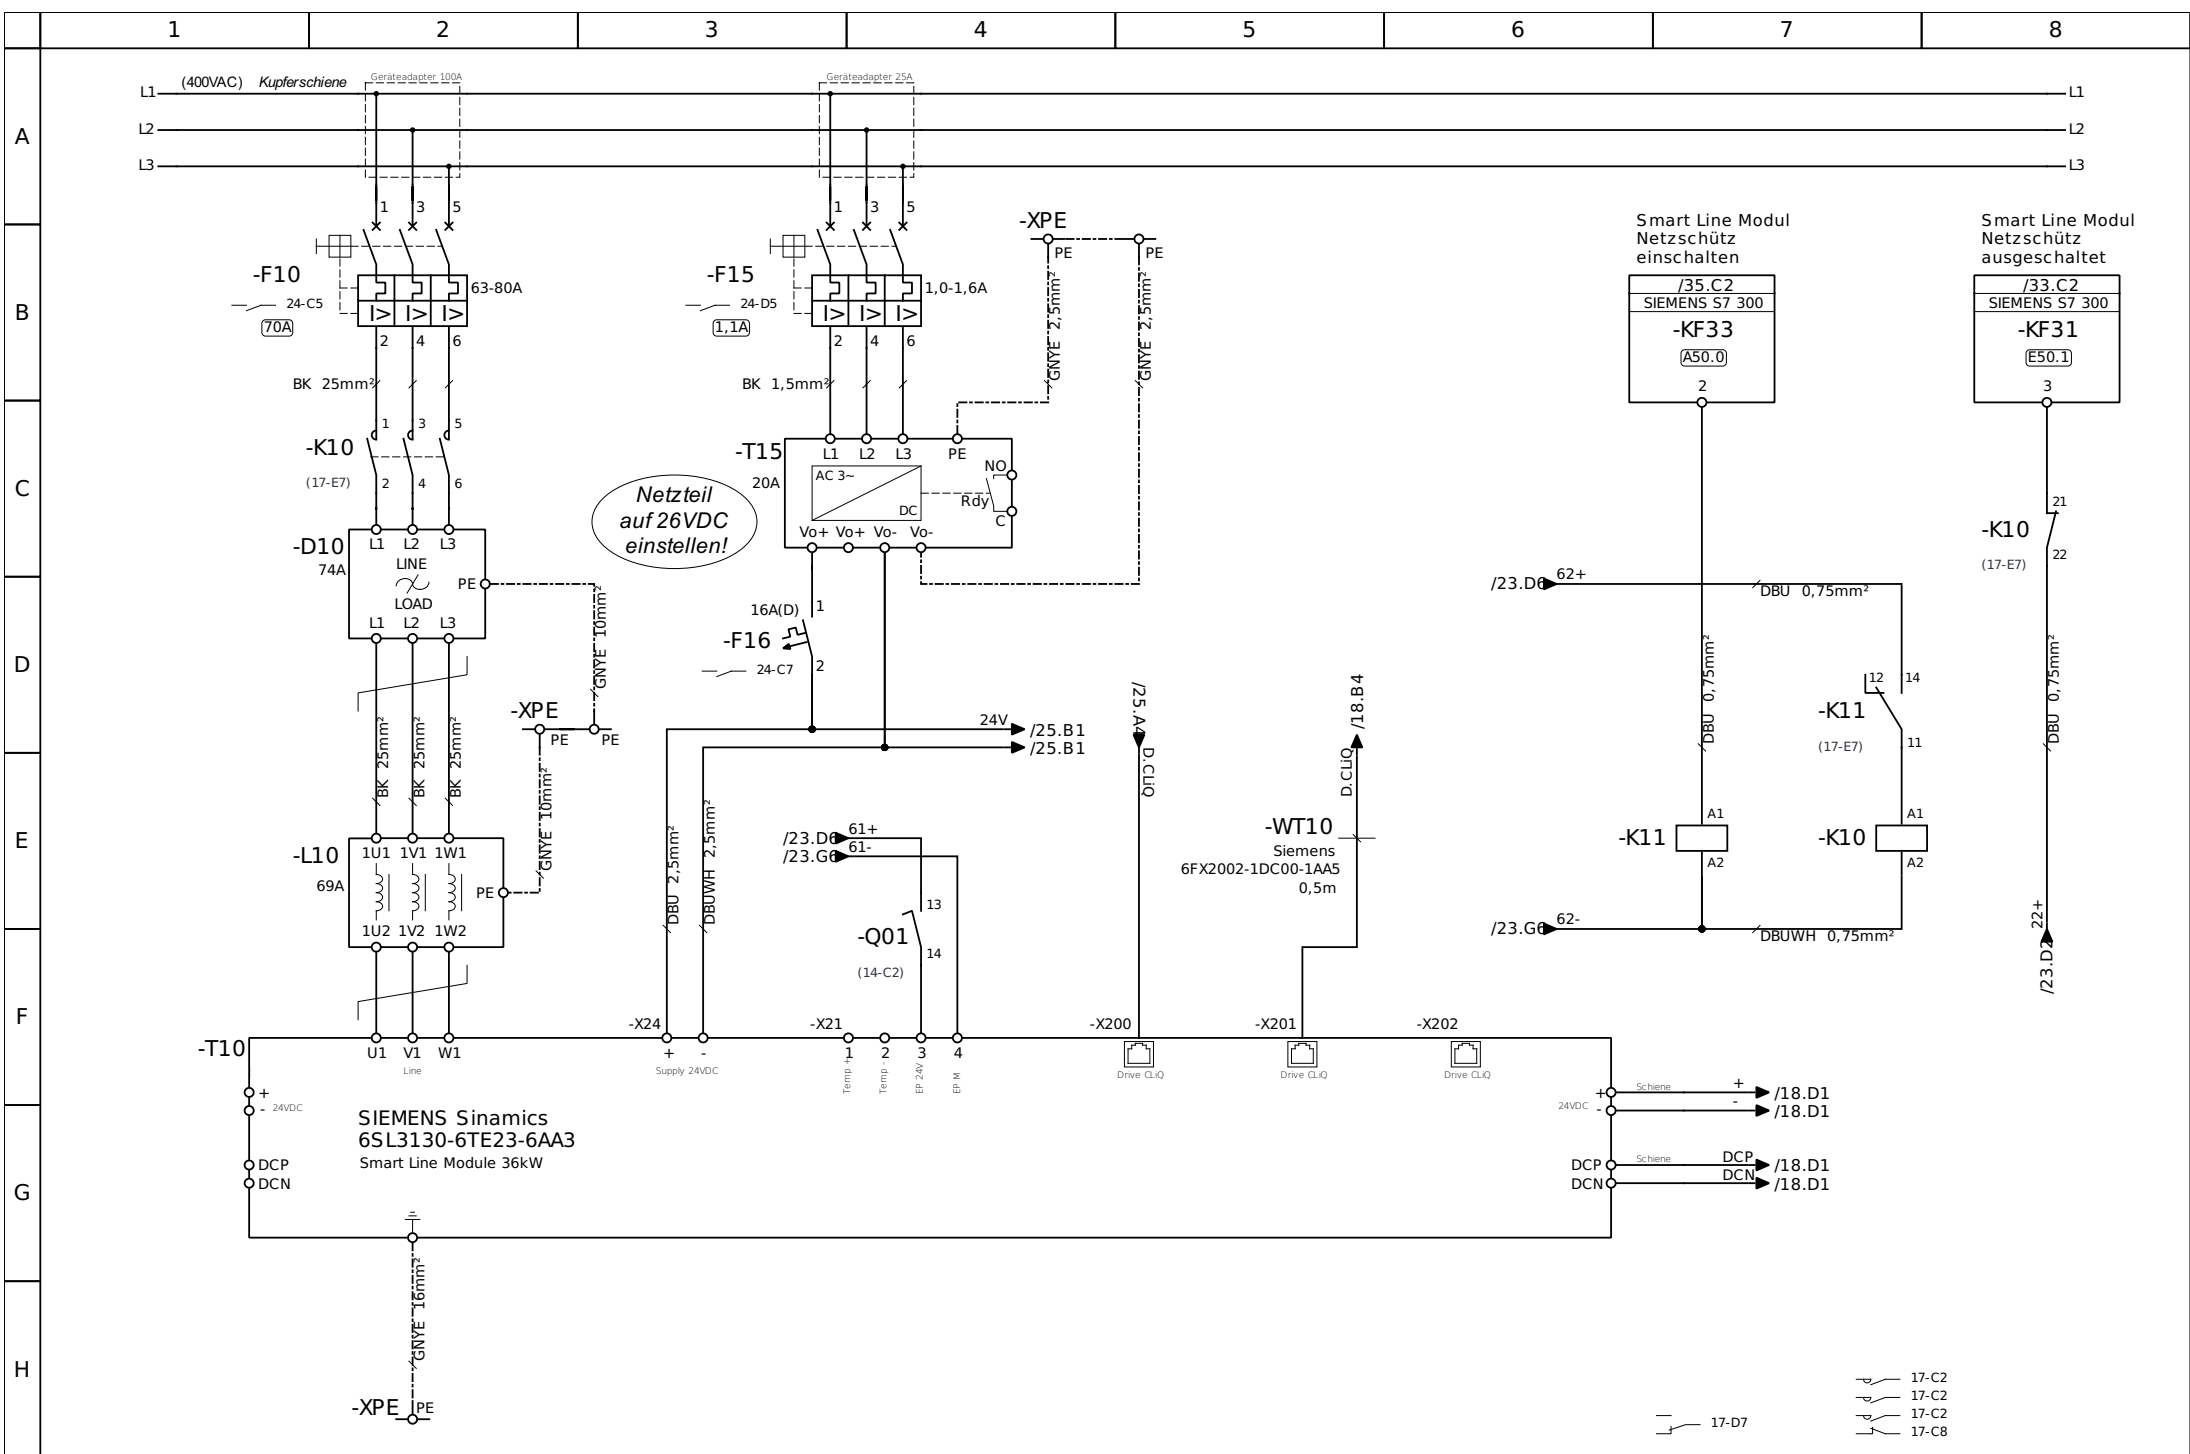 1 2 3 4 5 6 7 8
A
B
C
D
E
F
G
H
L1 (400VAC) Kupferschiene
L2
L3
Geräteadapter 100A
Geräteadapter 25A
L1
L2
L3
1 3 5
-F10
24-C5
70A
63-80A
2 4 6
BK 25mm²
1 3 5
-K10
(17-E7)
2 4 6
-D10
74A
L1 L2 L3
LINE
LOAD
L1 L2 L3
PE
GNYE 10mm²
BK 25mm²
BK 25mm²
BK 25mm²
-XPE
PE PE
GNYE 10mm²
-L10
69A
1U1 1V1 1W1
PE
1U2 1V2 1W2
1 3 5
-F15
24-D5
1,1A
1,0-1,6A
2 4 6
BK 1,5mm²
-XPE
PE PE
GNYE 2,5mm²
GNYE 2,5mm²
-T15
20A
L1 L2 L3 PE
AC 3~
DC
NO
Rdy
C
Vo+ Vo+ Vo- Vo-
Netzteil
auf 26VDC
einstellen!
16A(D)
1
-F16
24-C7
2
24V /25.B1
/25.B1
DBU 2,5mm²
DBUWH 2,5mm²
/23.D6 61+
/23.G6 61-
13
-Q01
(14-C2)
14
/25.A4
D.CLiQ
/18.B4
D.CLiQ
-WT10
Siemens
6FX2002-1DC00-1AA5
0,5m
Smart Line Modul
Netzschütz
einschalten
/35.C2
SIEMENS S7 300
-KF33
A50.0
2
Smart Line Modul
Netzschütz
ausgeschaltet
/33.C2
SIEMENS S7 300
-KF31
E50.1
3
21
-K10
22
(17-E7)
/23.D6 62+
DBU 0,75mm²
DBU 0,75mm²
DBU 0,75mm²
12 14
-K11
(17-E7)
11
A1
-K11
A2
A1
-K10
A2
/23.G6 62-
DBUWH 0,75mm²
22+
/23.D2
-T10
U1 V1 W1
Line
-X24
+ -
Supply 24VDC
-X21
1 2 3 4
Temp +
Temp -
EP 24V
EP M
-X200
Drive CLiQ
-X201
Drive CLiQ
-X202
Drive CLiQ
+
- 24VDC
DCP
DCN
SIEMENS Sinamics
6SL3130-6TE23-6AA3
Smart Line Module 36kW
24VDC
+ Schiene + /18.D1
- - /18.D1
DCP Schiene DCP /18.D1
DCN DCN /18.D1
GNYE 16mm²
-XPE PE
17-D7
17-C2
17-C2
17-C2
17-C8